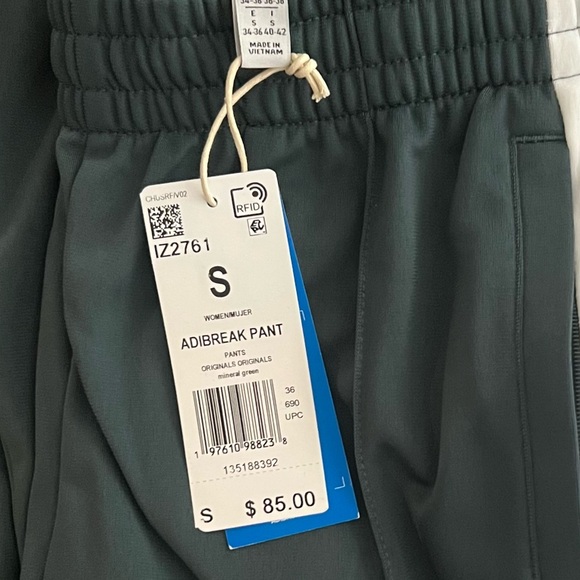 34-36 36-38
E I
S S
34-36 40-42
MADE IN
VIETNAM
CHUSRFIV02
RFID
IZ2761
S
WOMEN/MUJER
ADIBREAK PANT
PANTS
ORIGINALS ORIGINALS
mineral green
36
690
UPC
1 97610 98823 8
135188392
S $ 85.00